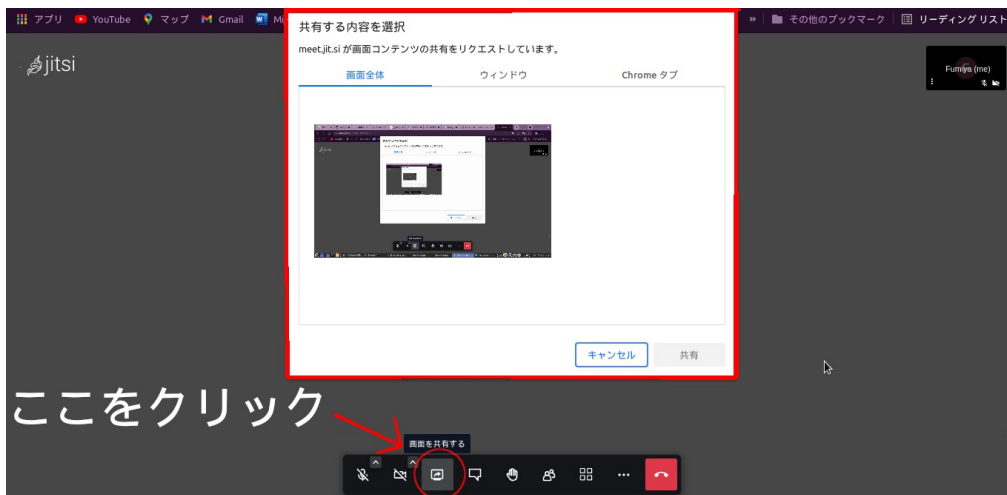 アプリ YouTube マップ Gmail » その他のブックマーク リーディングリスト
共有する内容を選択
meet.jit.si が画面コンテンツの共有をリクエストしています。
jitsi
Fumiya (me)
画面全体 ウィンドウ Chrome タブ
キャンセル 共有
ここをクリック
画面を共有する